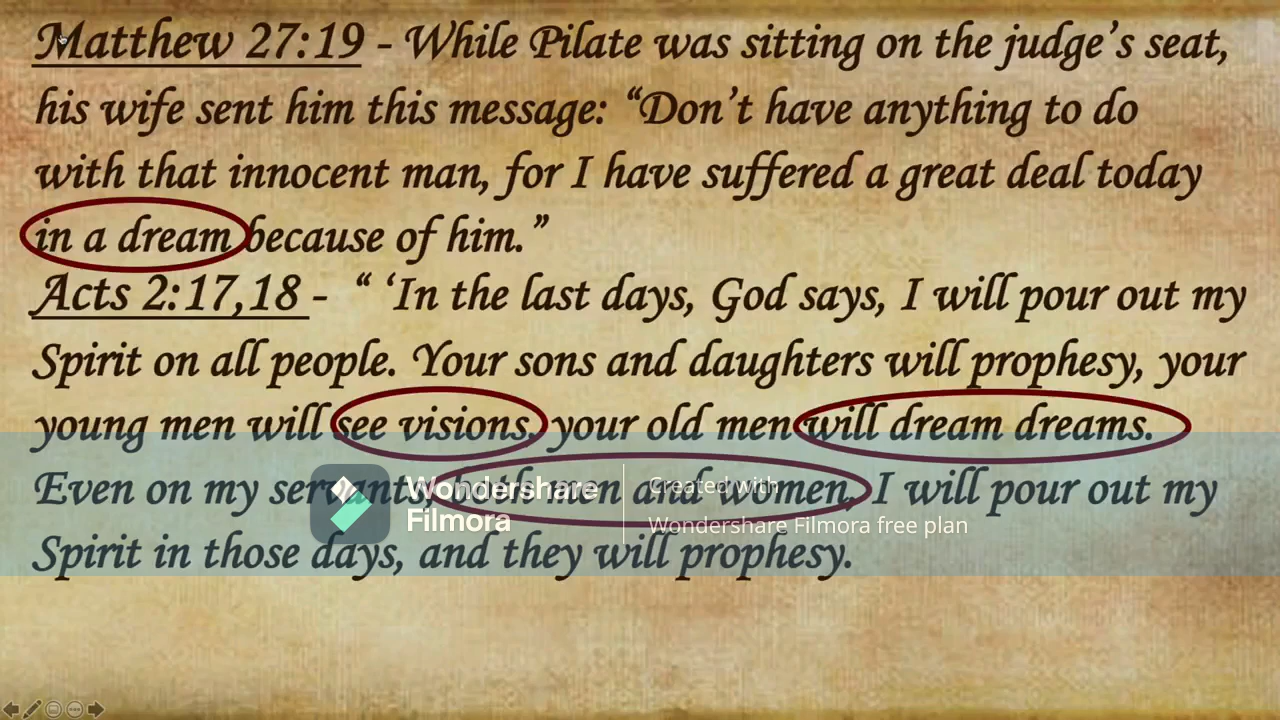 Matthew 27:19 - While Pilate was sitting on the judge’s seat,
his wife sent him this message: “Don’t have anything to do
with that innocent man, for I have suffered a great deal today
in a dream because of him.”
Acts 2:17,18 - “ ‘In the last days, God says, I will pour out my
Spirit on all people. Your sons and daughters will prophesy, your
young men will see visions, your old men will dream dreams.
Even on my servants, both men and women, I will pour out my
Spirit in those days, and they will prophesy.
Wondershare
Filmora
Created with
Wondershare Filmora free plan